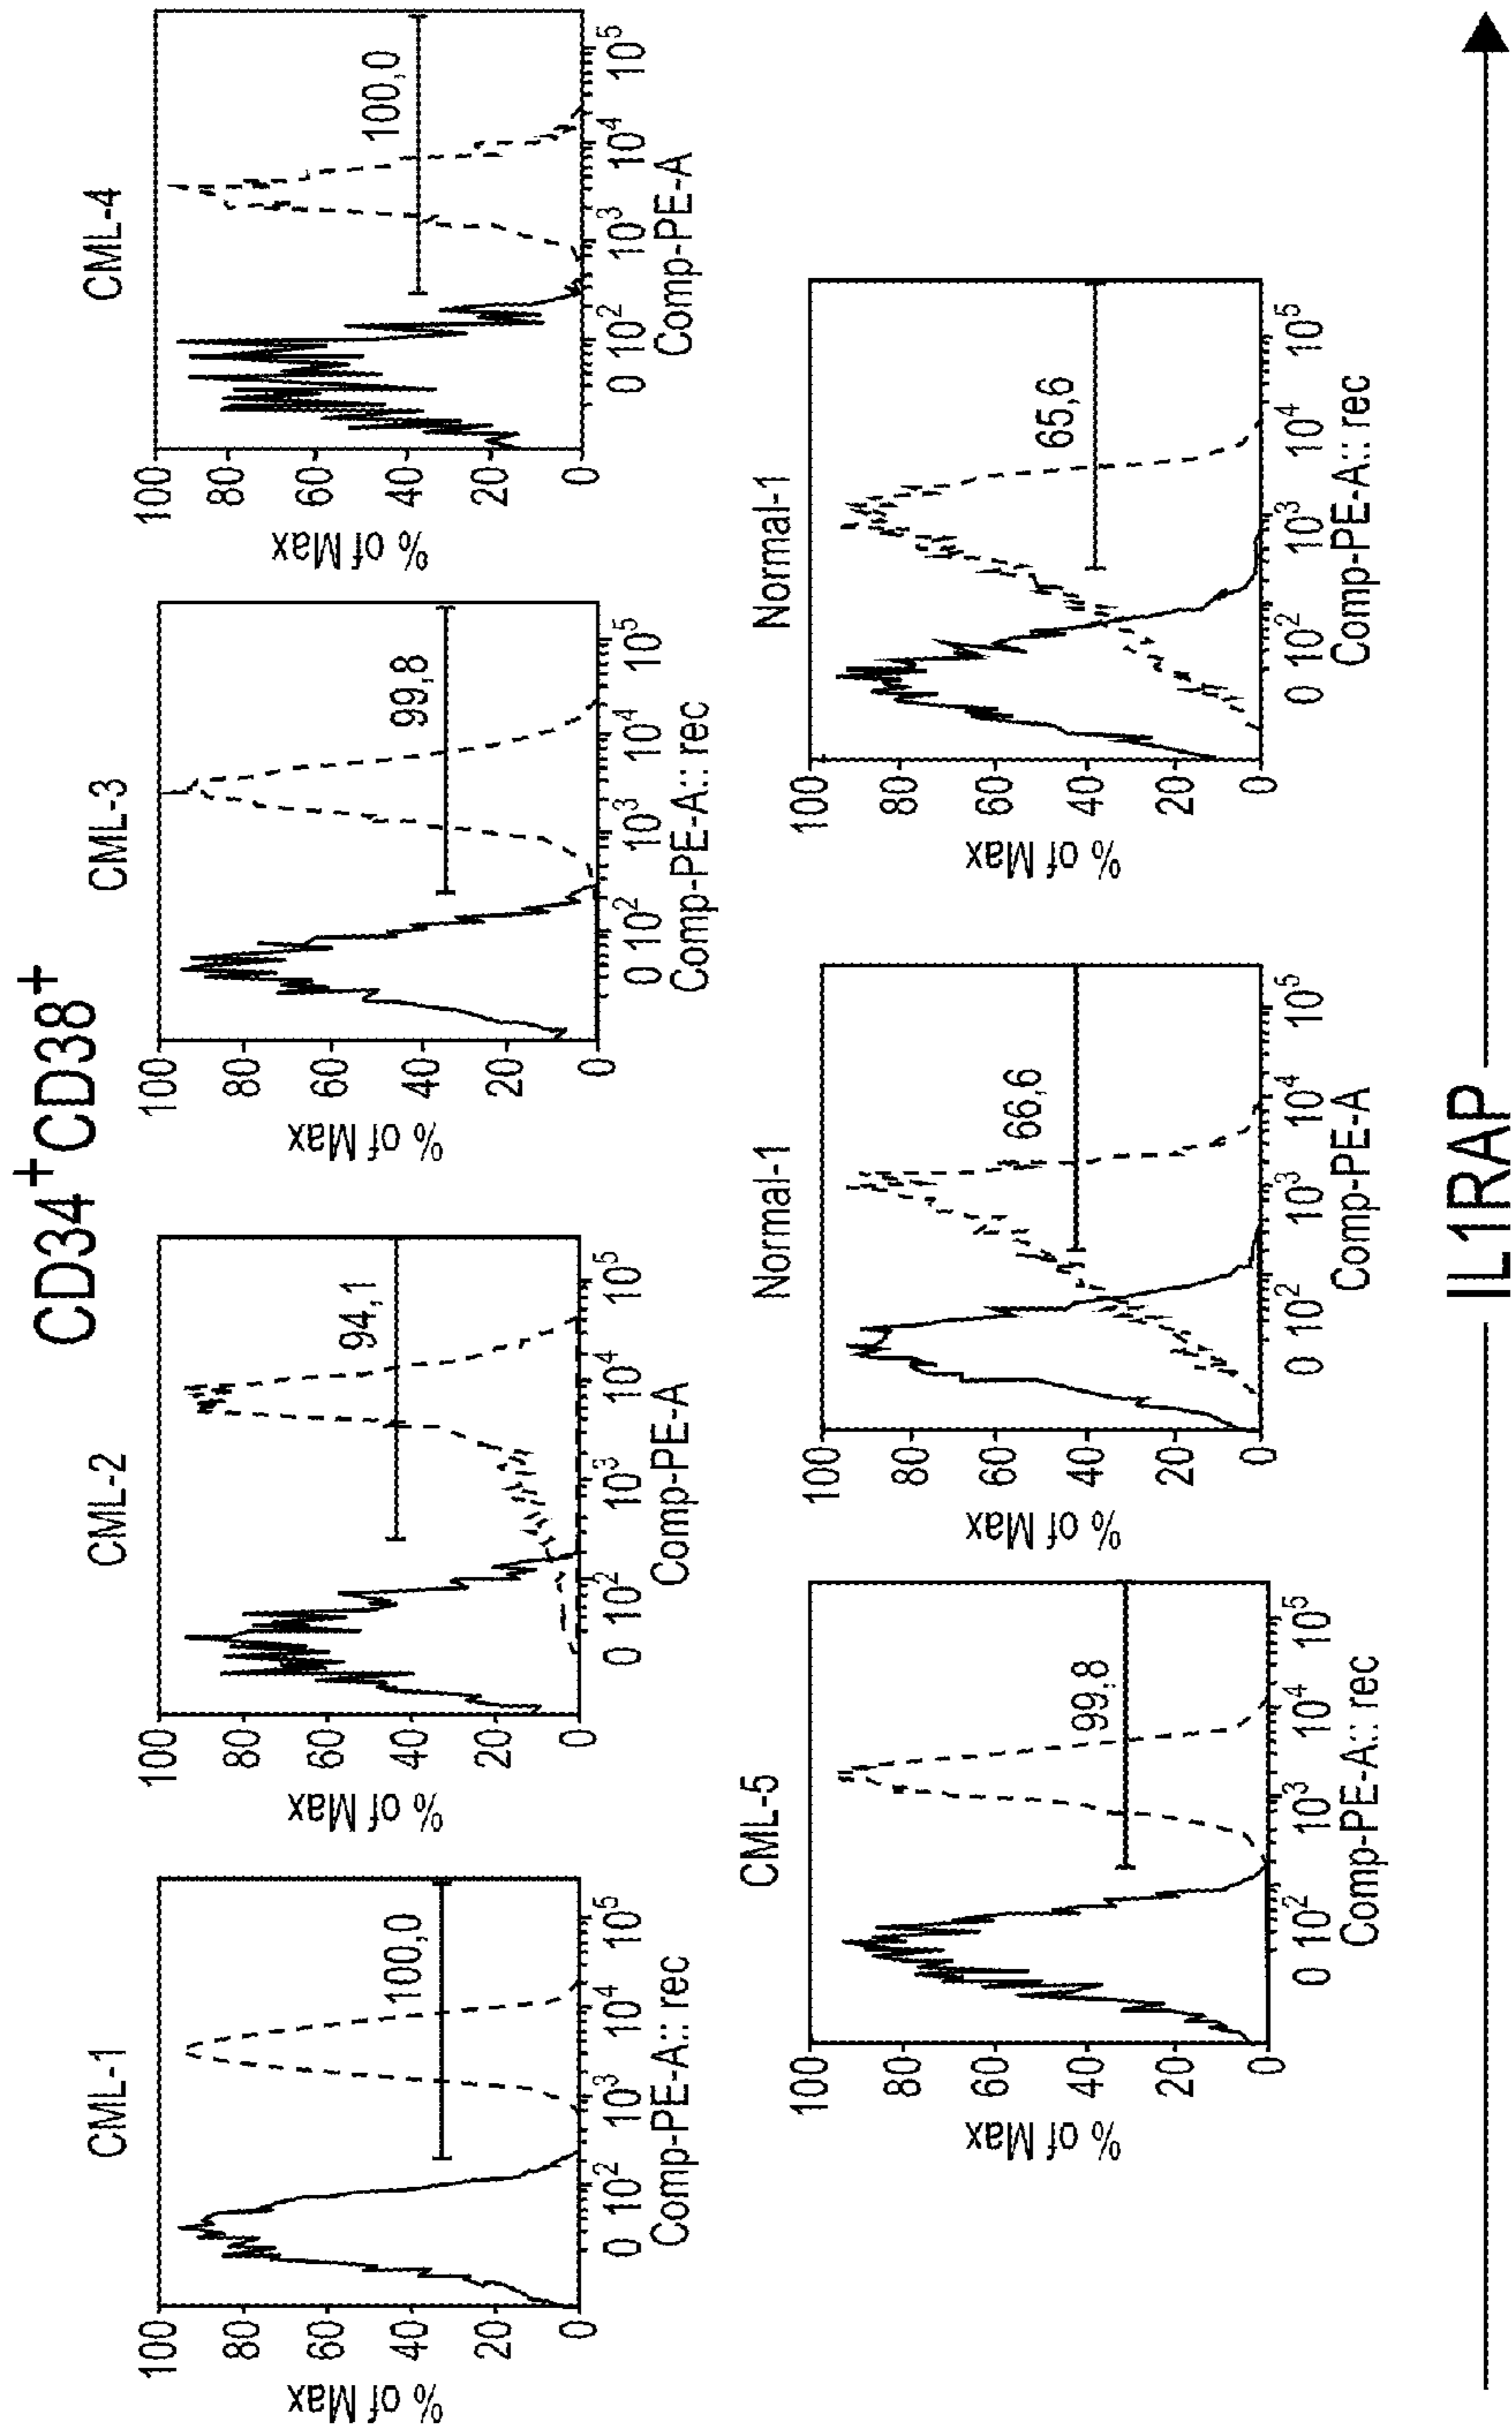 CD34+CD38+
CML-1
% of Max
100
80
60
40
20
0
100,0
0 10² 10³ 10⁴ 10⁵
Comp-PE-A:: rec
CML-2
% of Max
100
80
60
40
20
0
94,1
0 10² 10³ 10⁴ 10⁵
Comp-PE-A
CML-3
% of Max
100
80
60
40
20
0
99,8
0 10² 10³ 10⁴ 10⁵
Comp-PE-A:: rec
CML-4
% of Max
100
80
60
40
20
0
100,0
0 10² 10³ 10⁴ 10⁵
Comp-PE-A
CML-5
% of Max
100
80
60
40
20
0
99,8
0 10² 10³ 10⁴ 10⁵
Comp-PE-A:: rec
Normal-1
% of Max
100
80
60
40
20
0
66,6
0 10² 10³ 10⁴ 10⁵
Comp-PE-A
Normal-1
% of Max
100
80
60
40
20
0
65,6
0 10² 10³ 10⁴ 10⁵
Comp-PE-A:: rec
IL1RAP